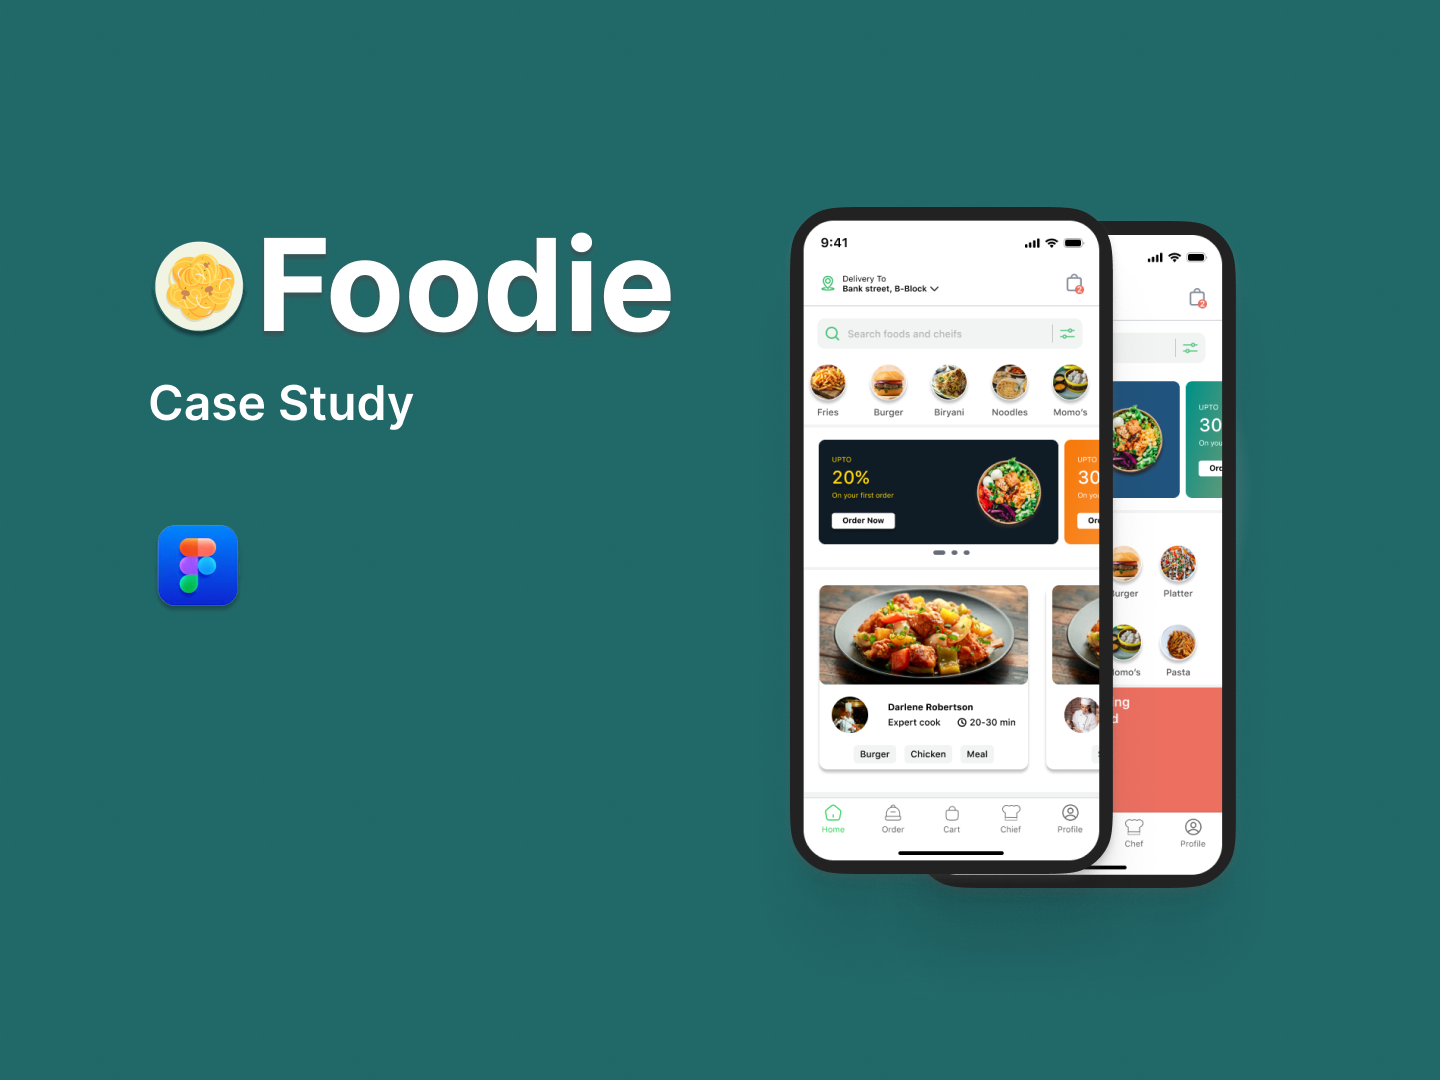 Foodie
Case Study
9:41
Delivery To
Bank street, B-Block
2
Search foods and cheifs
Fries
Burger
Biryani
Noodles
Momo's
UPTO
20%
On your first order
Order Now
UPTO
30
On you
Or
Darlene Robertson
Expert cook
20-30 min
Burger
Chicken
Meal
Home
Order
Cart
Chief
Profile
2
UPTO
30
On you
Ord
urger
Platter
omo's
Pasta
ng
d
Chef
Profile